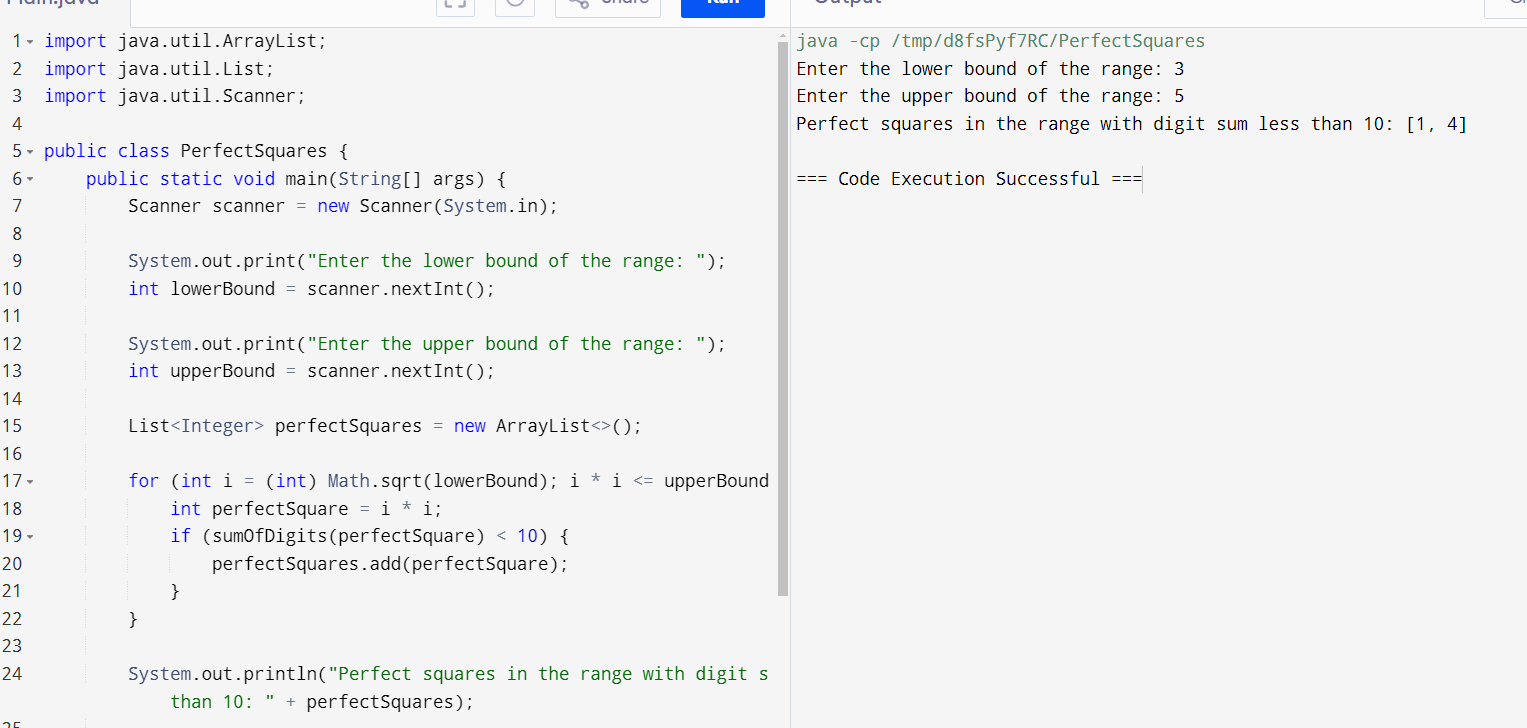 Main.java
Share
Run
Output
1 import java.util.ArrayList;
2 import java.util.List;
3 import java.util.Scanner;
4
5 public class PerfectSquares {
6 public static void main(String[] args) {
7 Scanner scanner = new Scanner(System.in);
8
9 System.out.print("Enter the lower bound of the range: ");
10 int lowerBound = scanner.nextInt();
11
12 System.out.print("Enter the upper bound of the range: ");
13 int upperBound = scanner.nextInt();
14
15 List<Integer> perfectSquares = new ArrayList<>();
16
17 for (int i = (int) Math.sqrt(lowerBound); i * i <= upperBound
18 int perfectSquare = i * i;
19 if (sumOfDigits(perfectSquare) < 10) {
20 perfectSquares.add(perfectSquare);
21 }
22 }
23
24 System.out.println("Perfect squares in the range with digit s
than 10: " + perfectSquares);
25
java -cp /tmp/d8fsPyf7RC/PerfectSquares
Enter the lower bound of the range: 3
Enter the upper bound of the range: 5
Perfect squares in the range with digit sum less than 10: [1, 4]
=== Code Execution Successful ===